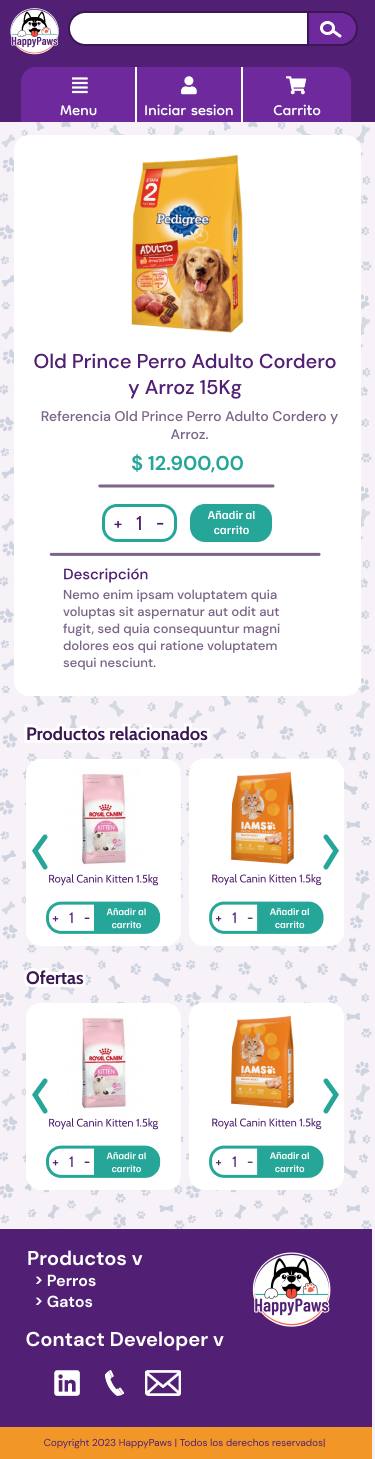 HappyPaws
Menu
Iniciar sesion
Carrito
ETAPA
2
Pedigree
ADULTO
Old Prince Perro Adulto Cordero
y Arroz 15Kg
Referencia Old Prince Perro Adulto Cordero y
Arroz.
$ 12.900,00
+ 1 -
Añadir al
carrito
Descripción
Nemo enim ipsam voluptatem quia
voluptas sit aspernatur aut odit aut
fugit, sed quia consequuntur magni
dolores eos qui ratione voluptatem
sequi nesciunt.
Productos relacionados
ROYAL CANIN
KITTEN
Royal Canin Kitten 1.5kg
+ 1 -
Añadir al
carrito
IAMS
Royal Canin Kitten 1.5kg
+ 1 -
Añadir al
carrito
Ofertas
ROYAL CANIN
KITTEN
Royal Canin Kitten 1.5kg
+ 1 -
Añadir al
carrito
IAMS
Royal Canin Kitten 1.5kg
+ 1 -
Añadir al
carrito
Productos v
> Perros
> Gatos
HappyPaws
Contact Developer v
in
Copyright 2023 HappyPaws | Todos los derechos reservados|